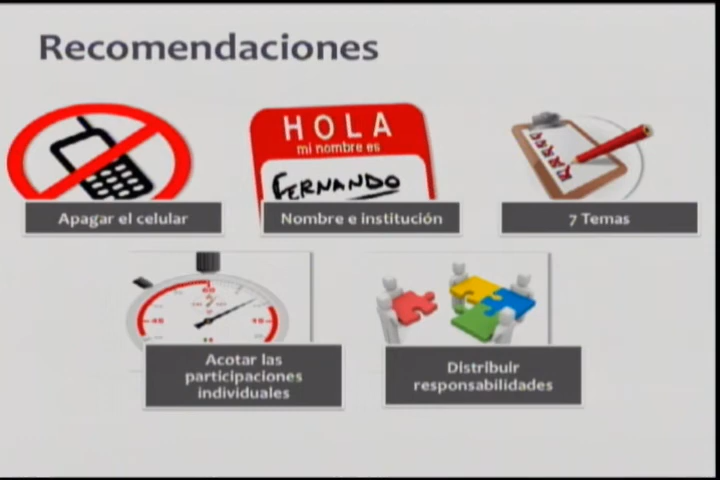 Recomendaciones
HOLA
mi nombre es
FERNANDO
Apagar el celular
Nombre e institución
7 Temas
60
Acotar las
participaciones
individuales
Distribuir
responsabilidades